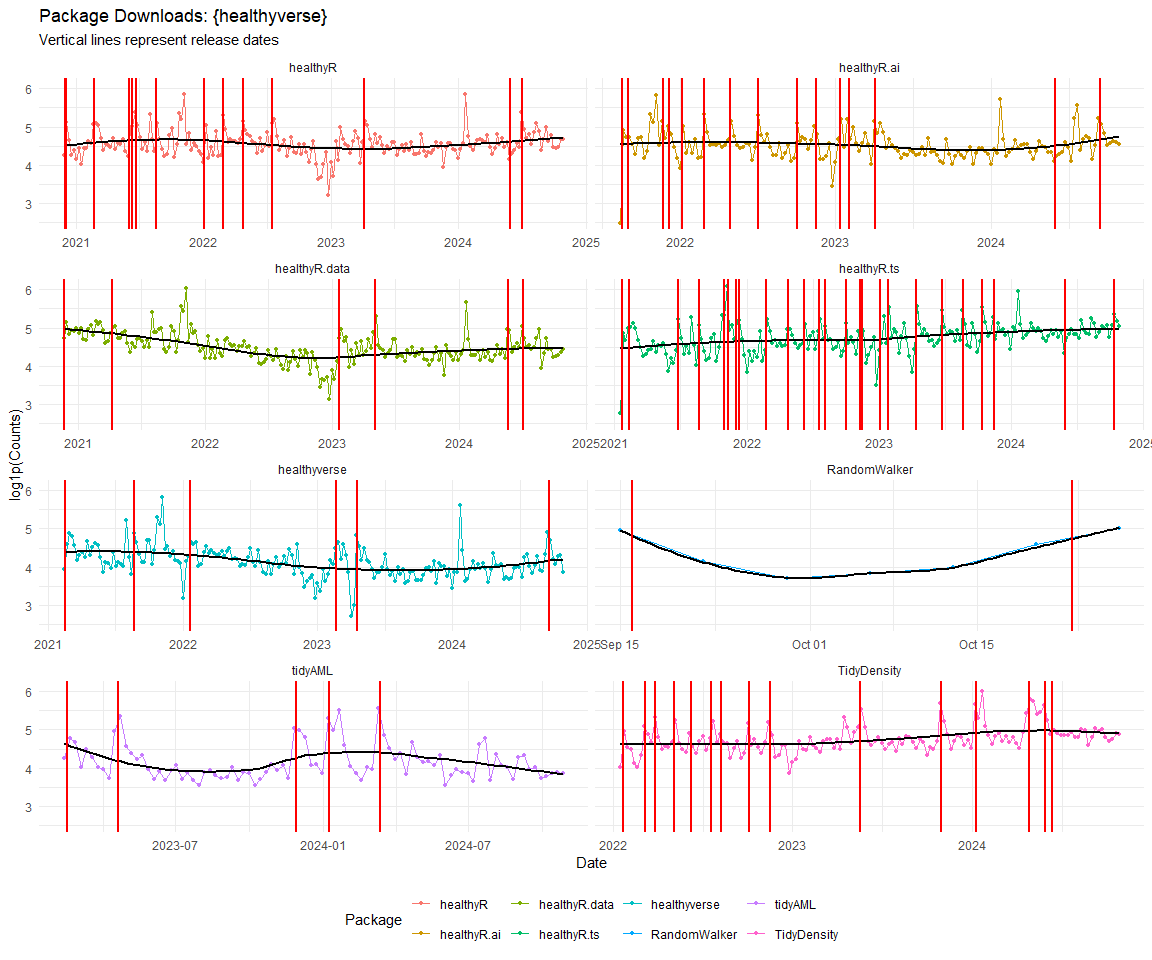 Package Downloads: {healthyverse}
Vertical lines represent release dates
healthyR
healthyR.ai
6
5
4
3
2021 2022 2023 2024 2025
2022 2023 2024
healthyR.data
healthyR.ts
6
5
4
3
2021 2022 2023 2024 2025
2021 2022 2023 2024 2025
log1p(Counts)
healthyverse
RandomWalker
6
5
4
3
2021 2022 2023 2024 2025
Sep 15 Oct 01 Oct 15
tidyAML
TidyDensity
6
5
4
3
2023-07 2024-01 2024-07
2022 2023 2024
Date
Package
healthyR healthyR.data healthyverse tidyAML
healthyR.ai healthyR.ts RandomWalker TidyDensity